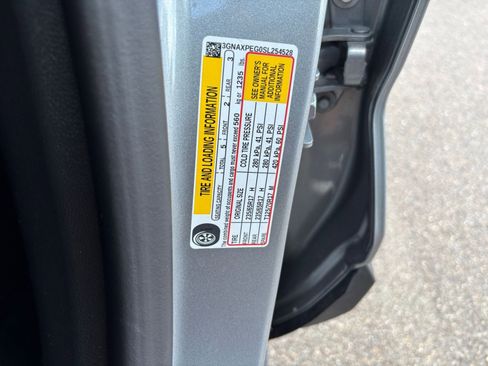 3GNAXPEG0SL254528
TIRE AND LOADING INFORMATION
SEATING CAPACITY TOTAL 5 FRONT 2 REAR 3
The combined weight of occupants and cargo must never exceed 560 kg or 1235 lbs.
TIRE ORIGINAL SIZE COLD TIRE PRESSURE
FRONT 235/65R17 H 280 kPa, 41 PSI
REAR 235/65R17 H 280 kPa, 41 PSI
SPARE T125/70R17 M 420 kPa, 60 PSI
SEE OWNER'S
MANUAL FOR
ADDITIONAL
INFORMATION